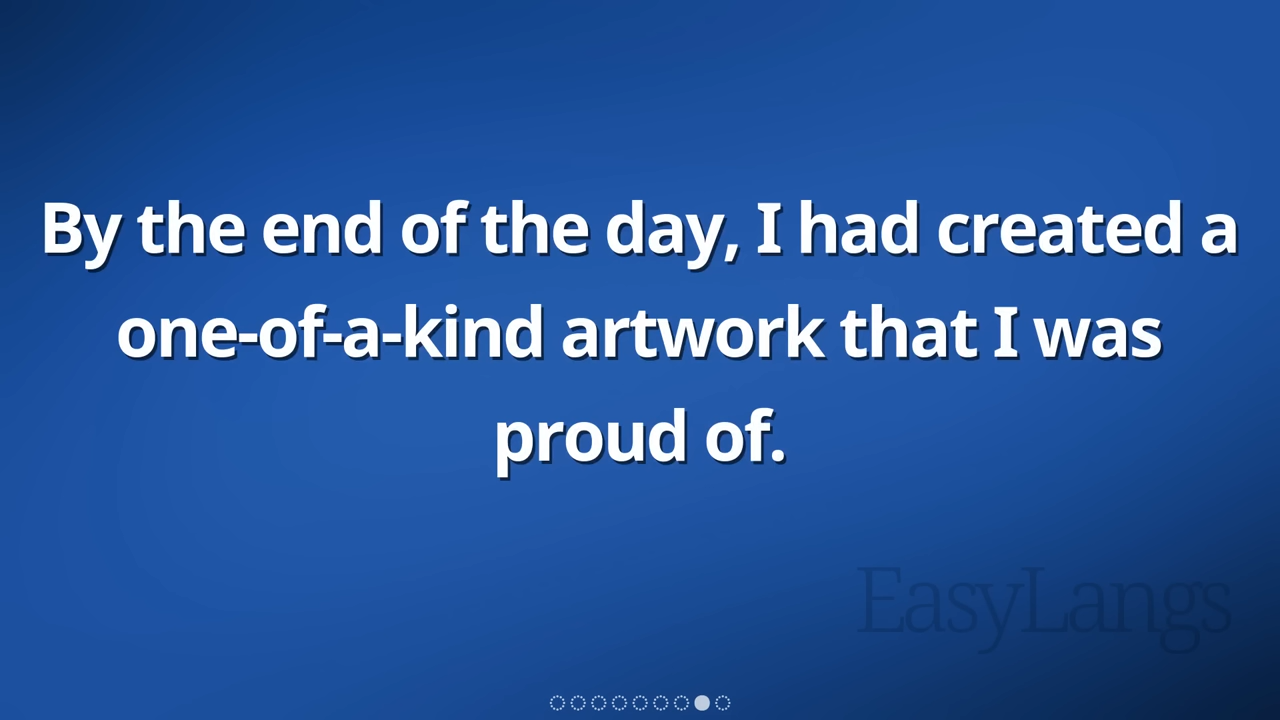 By the end of the day, I had created a
one-of-a-kind artwork that I was
proud of.
EasyLangs